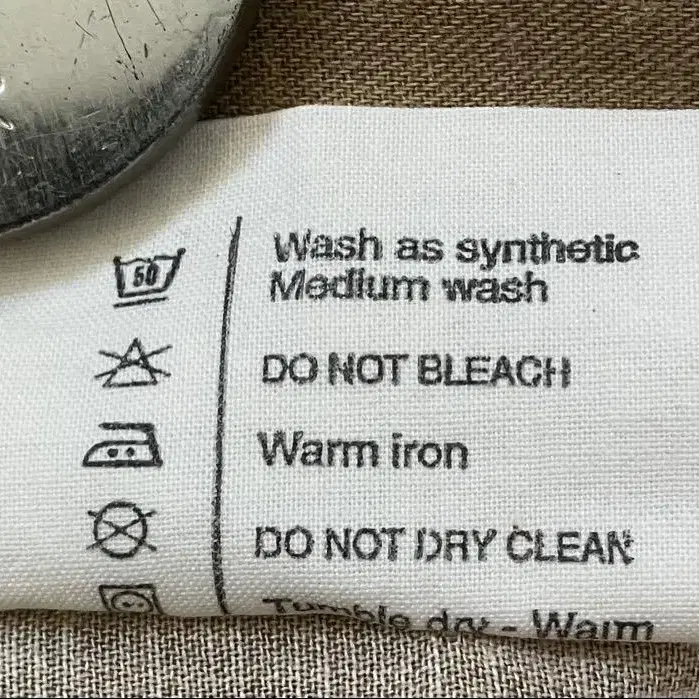 60
Wash as synthetic
Medium wash
DO NOT BLEACH
Warm iron
DO NOT DRY CLEAN
Tumble dry - Warm